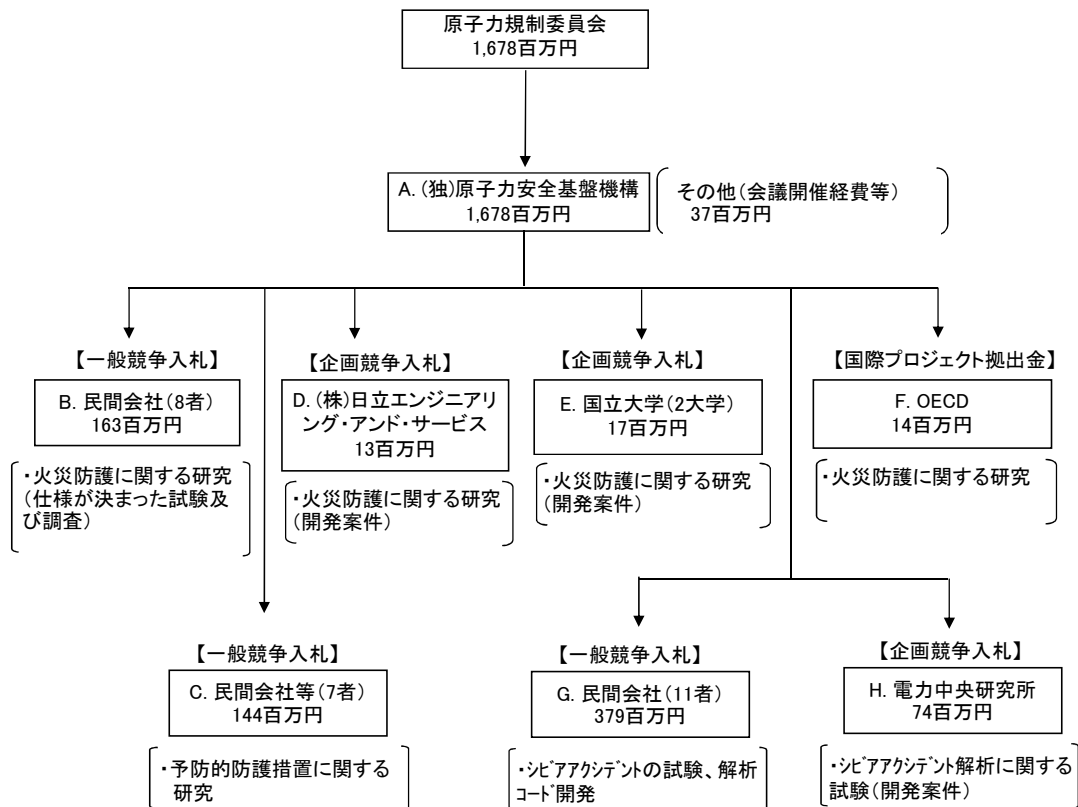 原子力規制委員会
1,678百万円
A. (独)原子力安全基盤機構
1,678百万円
その他(会議開催経費等)
37百万円
【一般競争入札】
B. 民間会社(8者)
163百万円
・火災防護に関する研究
(仕様が決まった試験及
び調査)
【企画競争入札】
D. (株)日立エンジニアリ
ング・アンド・サービス
13百万円
・火災防護に関する研究
(開発案件)
【企画競争入札】
E. 国立大学(2大学)
17百万円
・火災防護に関する研究
(開発案件)
【国際プロジェクト拠出金】
F. OECD
14百万円
・火災防護に関する研究
【一般競争入札】
C. 民間会社等(7者)
144百万円
・予防的防護措置に関する
研究
【一般競争入札】
G. 民間会社(11者)
379百万円
・シビアアクシデントの試験、解析
コード開発
【企画競争入札】
H. 電力中央研究所
74百万円
・シビアアクシデント解析に関する
試験(開発案件)